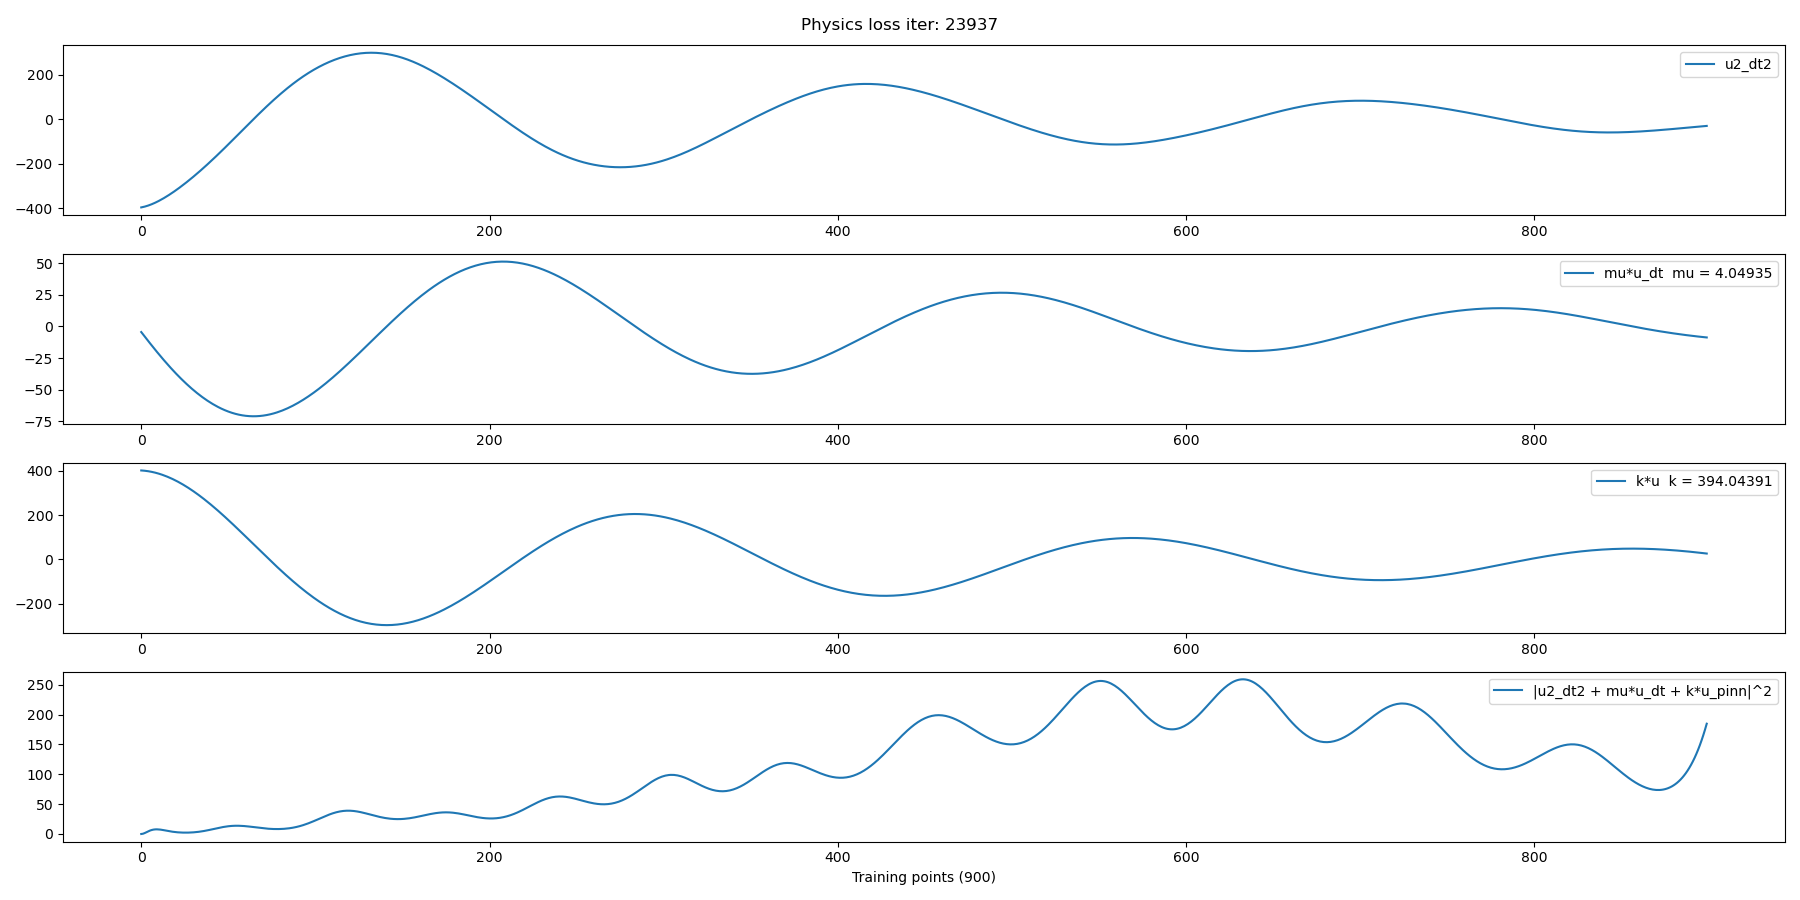 Physics loss iter: 23937
u2_dt2
200
0
−200
−400
0 200 400 600 800
mu*u_dt  mu = 4.04935
50
25
0
−25
−50
−75
0 200 400 600 800
k*u  k = 394.04391
400
200
0
−200
0 200 400 600 800
|u2_dt2 + mu*u_dt + k*u_pinn|^2
250
200
150
100
50
0
0 200 400 600 800
Training points (900)